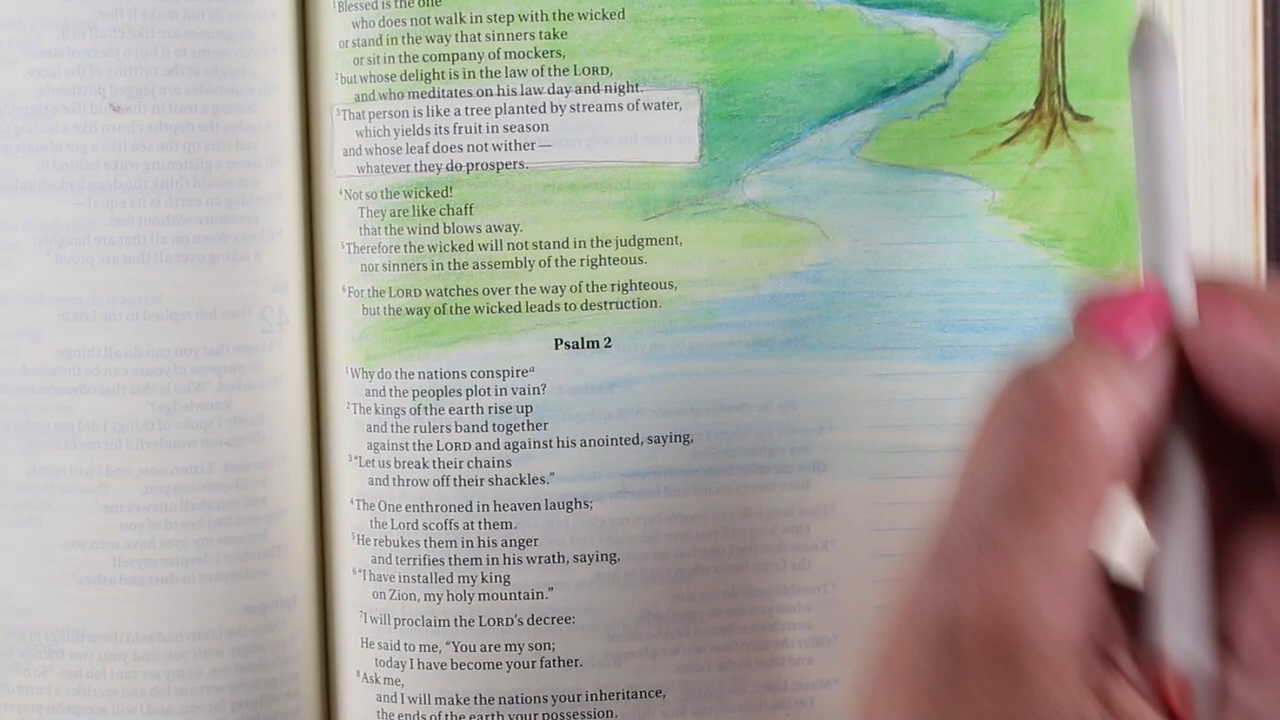 1Blessed is the one
who does not walk in step with the wicked
or stand in the way that sinners take
or sit in the company of mockers,
2but whose delight is in the law of the LORD,
and who meditates on his law day and night.
3That person is like a tree planted by streams of water,
which yields its fruit in season
and whose leaf does not wither—
whatever they do prospers.
4Not so the wicked!
They are like chaff
that the wind blows away.
5Therefore the wicked will not stand in the judgment,
nor sinners in the assembly of the righteous.
6For the LORD watches over the way of the righteous,
but the way of the wicked leads to destruction.
Psalm 2
1Why do the nations conspirea
and the peoples plot in vain?
2The kings of the earth rise up
and the rulers band together
against the LORD and against his anointed, saying,
3“Let us break their chains
and throw off their shackles.”
4The One enthroned in heaven laughs;
the Lord scoffs at them.
5He rebukes them in his anger
and terrifies them in his wrath, saying,
6“I have installed my king
on Zion, my holy mountain.”
7I will proclaim the LORD’s decree:
He said to me, “You are my son;
today I have become your father.
8Ask me,
and I will make the nations your inheritance,
the ends of the earth your possession.